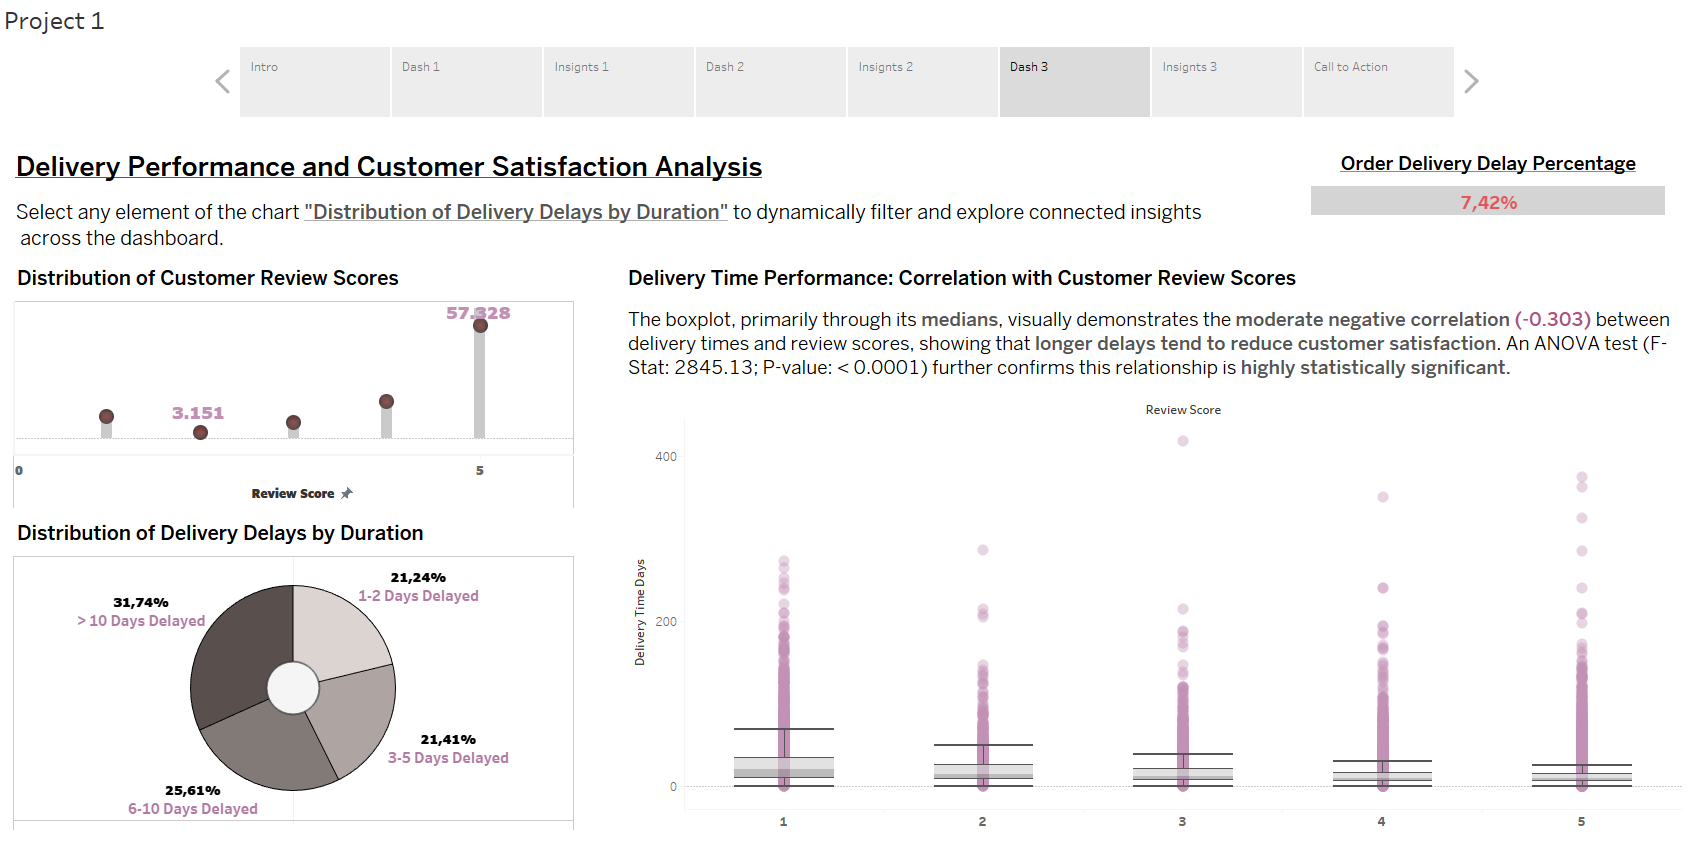 Project 1
Intro
Dash 1
Insignts 1
Dash 2
Insignts 2
Dash 3
Insignts 3
Call to Action
Delivery Performance and Customer Satisfaction Analysis
Order Delivery Delay Percentage
7,42%
Select any element of the chart "Distribution of Delivery Delays by Duration" to dynamically filter and explore connected insights
across the dashboard.
Distribution of Customer Review Scores
57.328
3.151
0
5
Review Score
Distribution of Delivery Delays by Duration
21,24%
1-2 Days Delayed
31,74%
> 10 Days Delayed
21,41%
3-5 Days Delayed
25,61%
6-10 Days Delayed
Delivery Time Performance: Correlation with Customer Review Scores
The boxplot, primarily through its medians, visually demonstrates the moderate negative correlation (-0.303) between
delivery times and review scores, showing that longer delays tend to reduce customer satisfaction. An ANOVA test (F-
Stat: 2845.13; P-value: < 0.0001) further confirms this relationship is highly statistically significant.
Review Score
400
200
0
Delivery Time Days
1
2
3
4
5